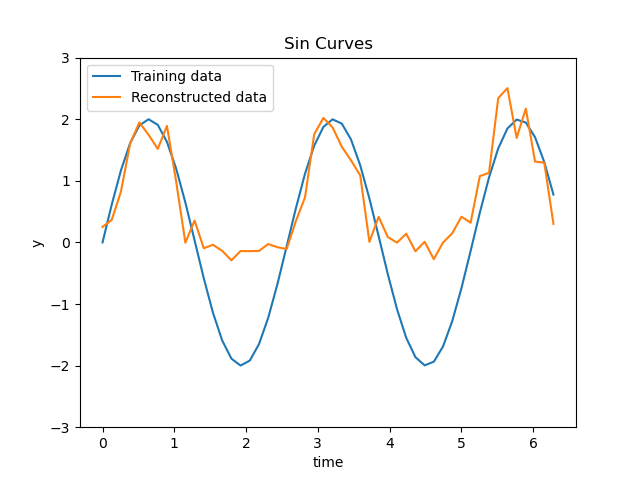 Sin Curves
Training data
Reconstructed data
3
2
1
0
−1
−2
−3
y
0 1 2 3 4 5 6
time